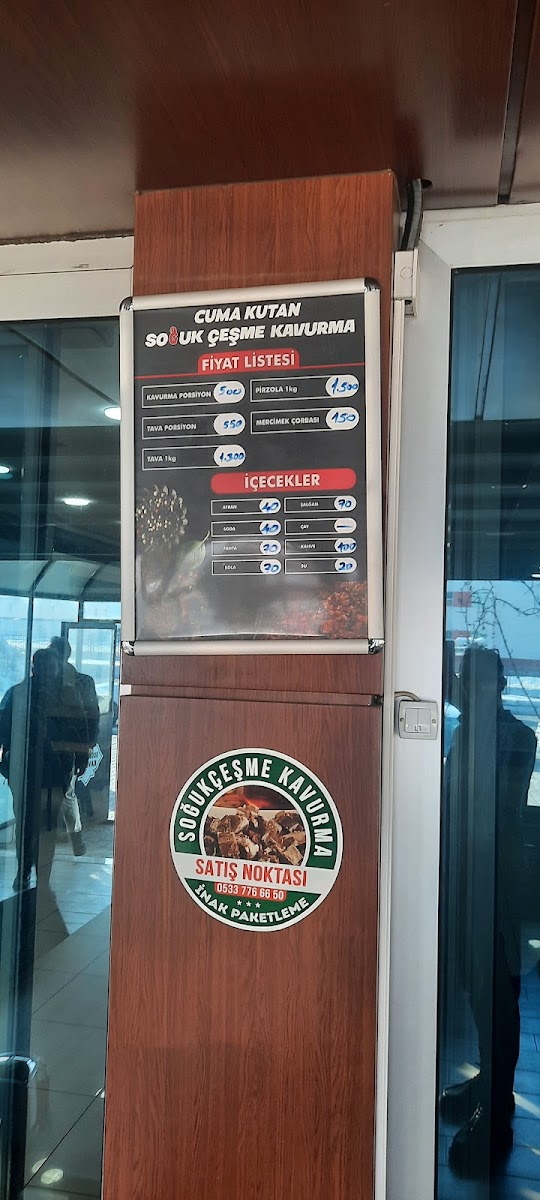 CUMA KUTAN
SOĞUK ÇEŞME KAVURMA
FİYAT LİSTESİ
KAVURMA PORSİYON 500
PİRZOLA 1kg 1.500
TAVA PORSİYON 550
MERCİMEK ÇORBASI 150
TAVA 1kg 1.300
İÇECEKLER
AYRAN 40
ŞALGAM 70
SODA 40
ÇAY —
FANTA 70
KAHVE 100
KOLA 70
SU 20
SOĞUKÇEŞME KAVURMA
SATIŞ NOKTASI
0533 776 66 50
İNAK PAKETLEME